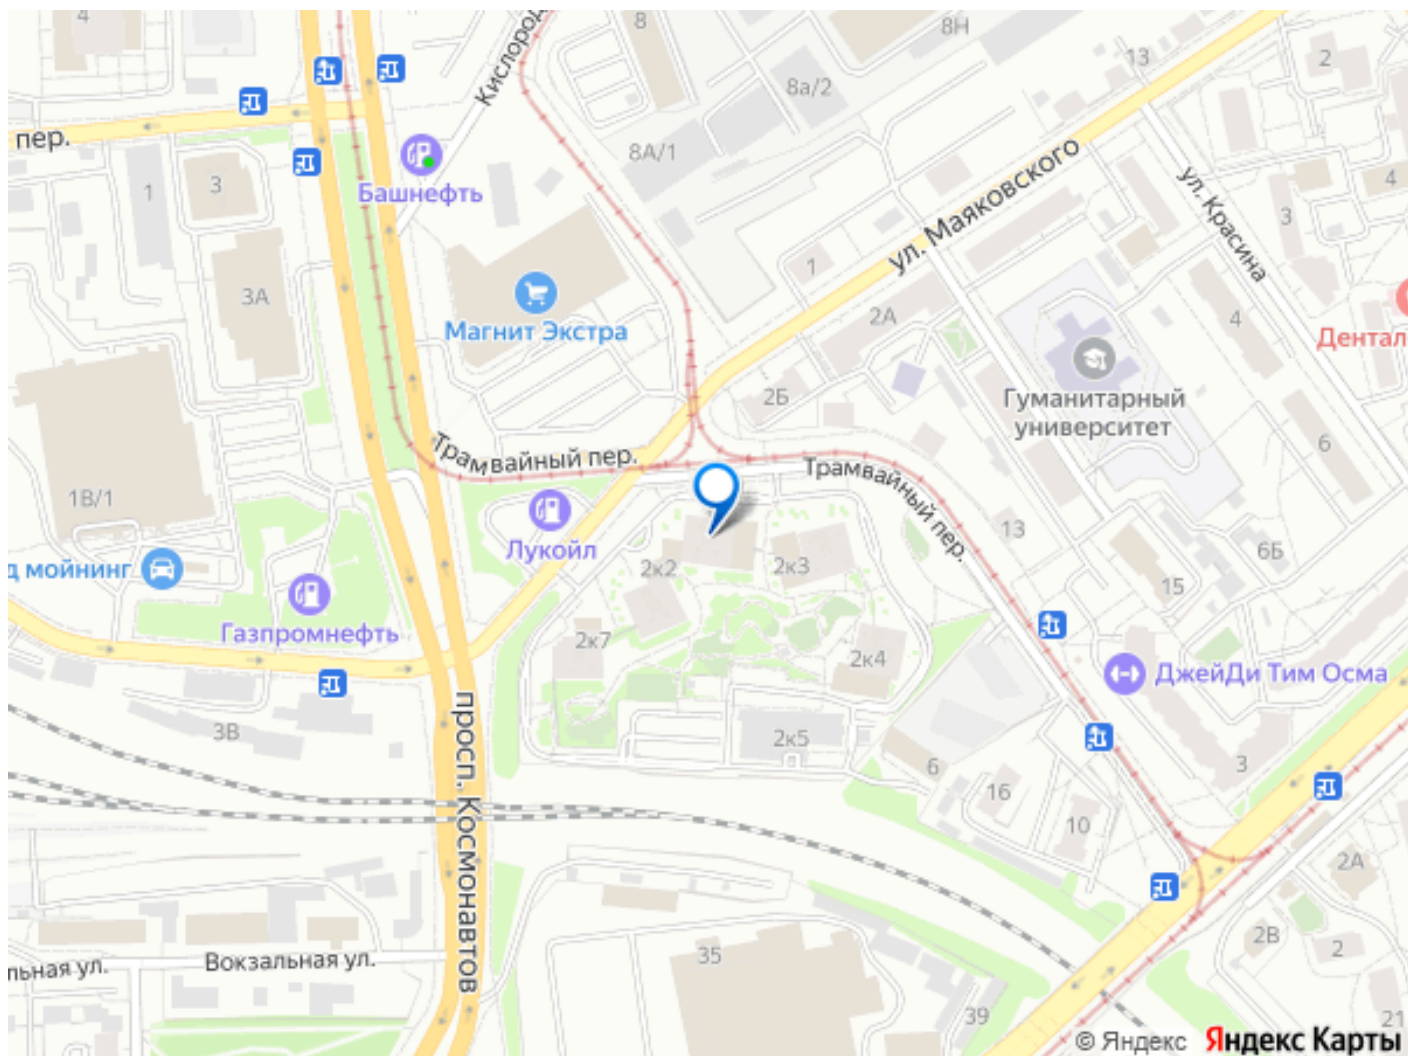 4
8
8Н
13
2
Кислород
8а/2
пер.
8А/1
1
3
Башнефть
ул. Маяковского
ул. Красина
4
3
3А
1
Магнит Экстра
2А
4
Дентал
2Б
Гуманитарный
университет
6
Трамвайный пер.
Трамвайный пер.
1В/1
Лукойл
13
6Б
15
д мойнинг
2к2
2к3
Газпромнефть
2к7
2к4
ДжейДи Тим Осма
просп. Космонавтов
3В
2к5
6
3
16
10
2А
2В
2
Вокзальная ул.
льная ул.
35
39
21
© Яндекс Яндекс Карты